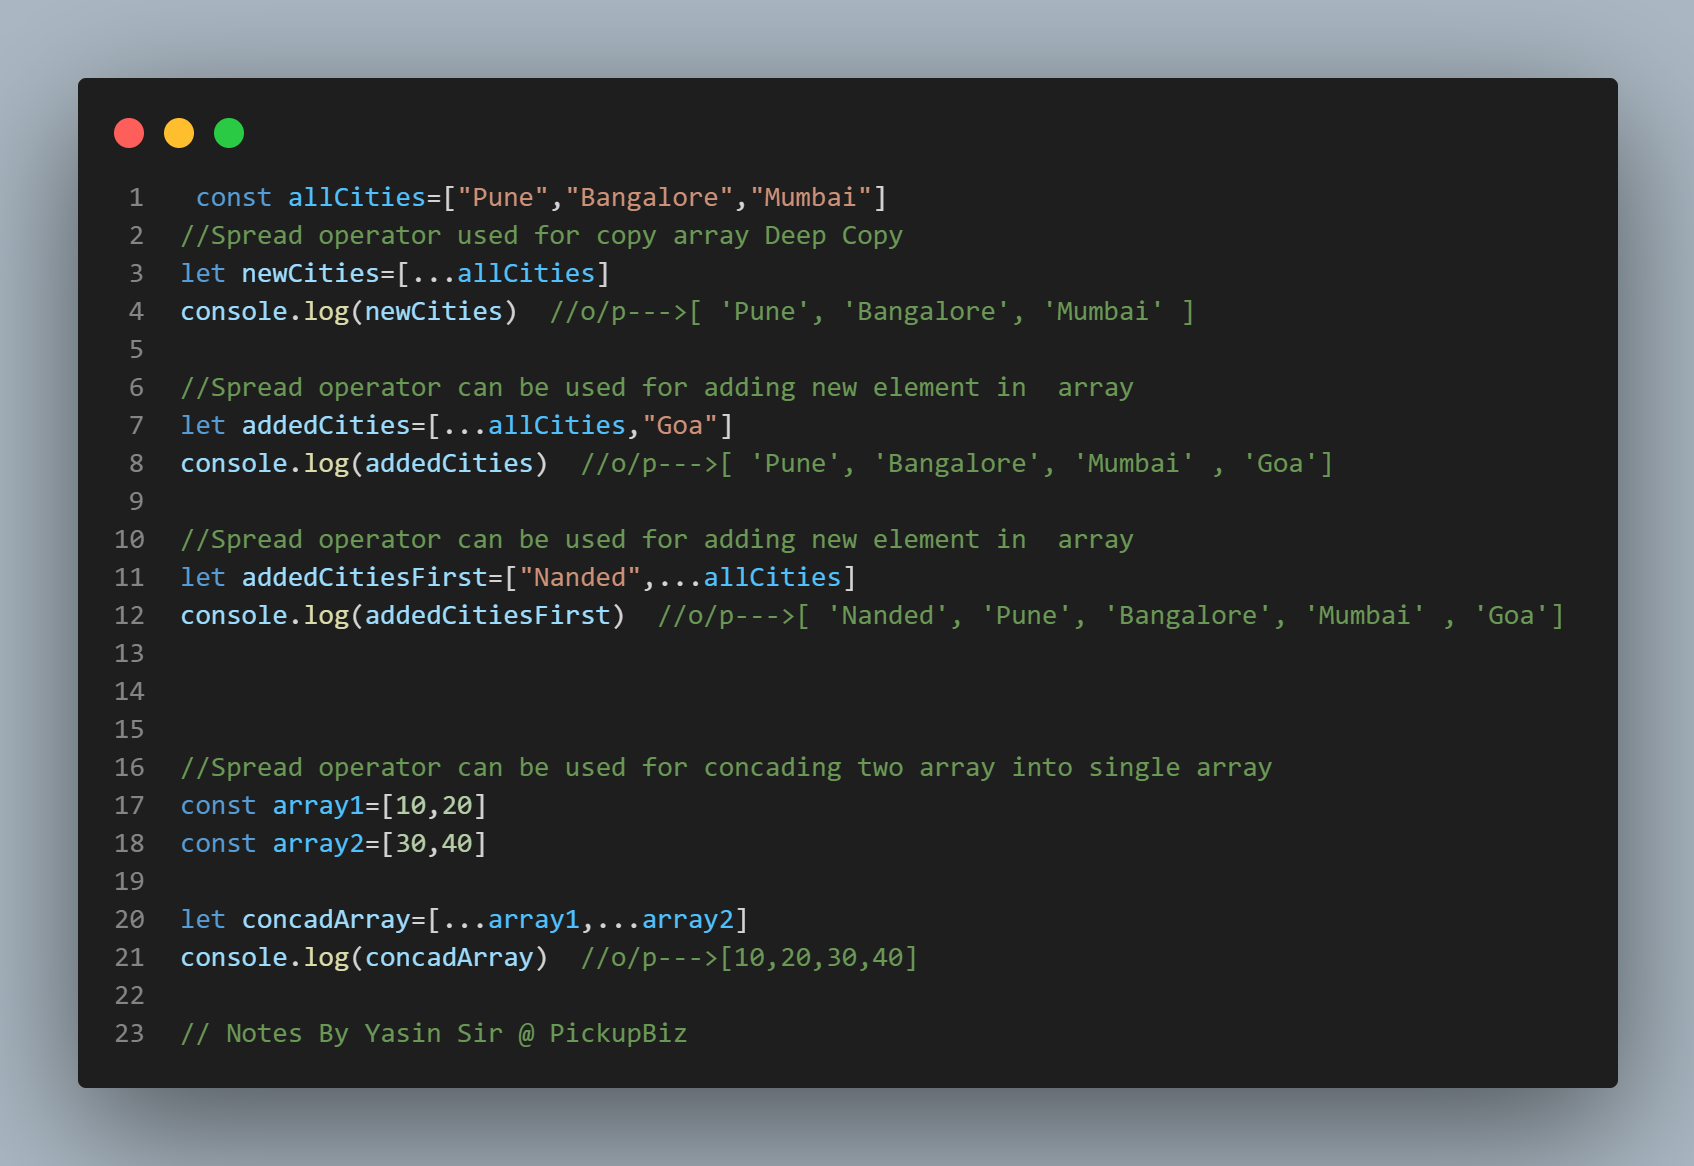 1 const allCities=["Pune","Bangalore","Mumbai"]
2 //Spread operator used for copy array Deep Copy
3 let newCities=[...allCities]
4 console.log(newCities)  //o/p--->[ 'Pune', 'Bangalore', 'Mumbai' ]
5
6 //Spread operator can be used for adding new element in  array
7 let addedCities=[...allCities,"Goa"]
8 console.log(addedCities)  //o/p--->[ 'Pune', 'Bangalore', 'Mumbai' , 'Goa']
9
10 //Spread operator can be used for adding new element in  array
11 let addedCitiesFirst=["Nanded",...allCities]
12 console.log(addedCitiesFirst)  //o/p--->[ 'Nanded', 'Pune', 'Bangalore', 'Mumbai' , 'Goa']
13
14
15
16 //Spread operator can be used for concading two array into single array
17 const array1=[10,20]
18 const array2=[30,40]
19
20 let concadArray=[...array1,...array2]
21 console.log(concadArray)  //o/p--->[10,20,30,40]
22
23 // Notes By Yasin Sir @ PickupBiz